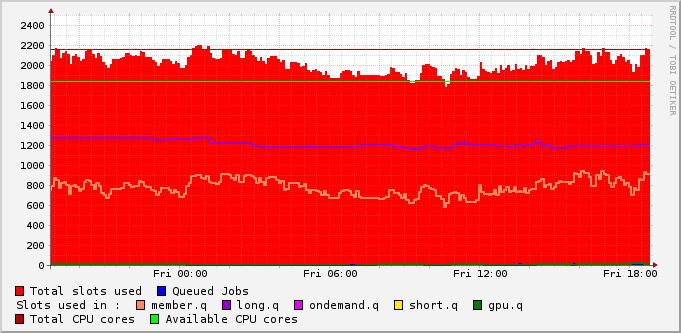 RRDTOOL / TOBI OETIKER
2400
2200
2000
1800
1600
1400
1200
1000
800
600
400
200
0
Fri 00:00 Fri 06:00 Fri 12:00 Fri 18:00
Total slots used Queued Jobs
Slots used in : member.q long.q ondemand.q short.q gpu.q
Total CPU cores Available CPU cores